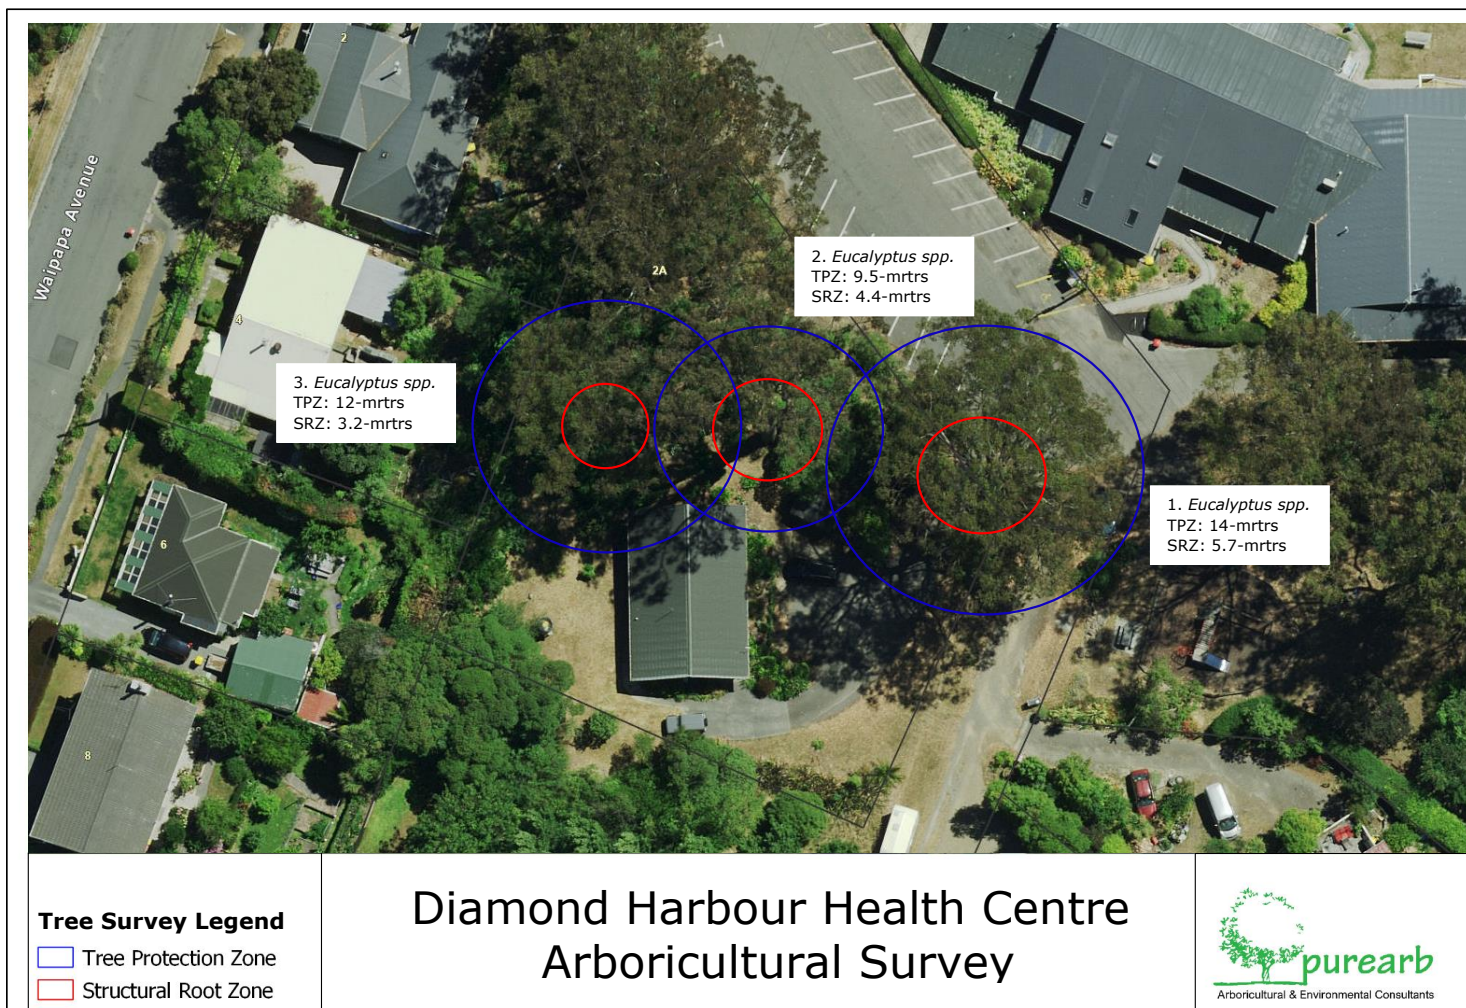 2
Waipapa Avenue
2A
2. Eucalyptus spp.
TPZ: 9.5-mrtrs
SRZ: 4.4-mrtrs
4
3. Eucalyptus spp.
TPZ: 12-mrtrs
SRZ: 3.2-mrtrs
1. Eucalyptus spp.
TPZ: 14-mrtrs
SRZ: 5.7-mrtrs
6
8
Tree Survey Legend
Tree Protection Zone
Structural Root Zone
Diamond Harbour Health Centre
Arboricultural Survey
purearb
Arboricultural & Environmental Consultants